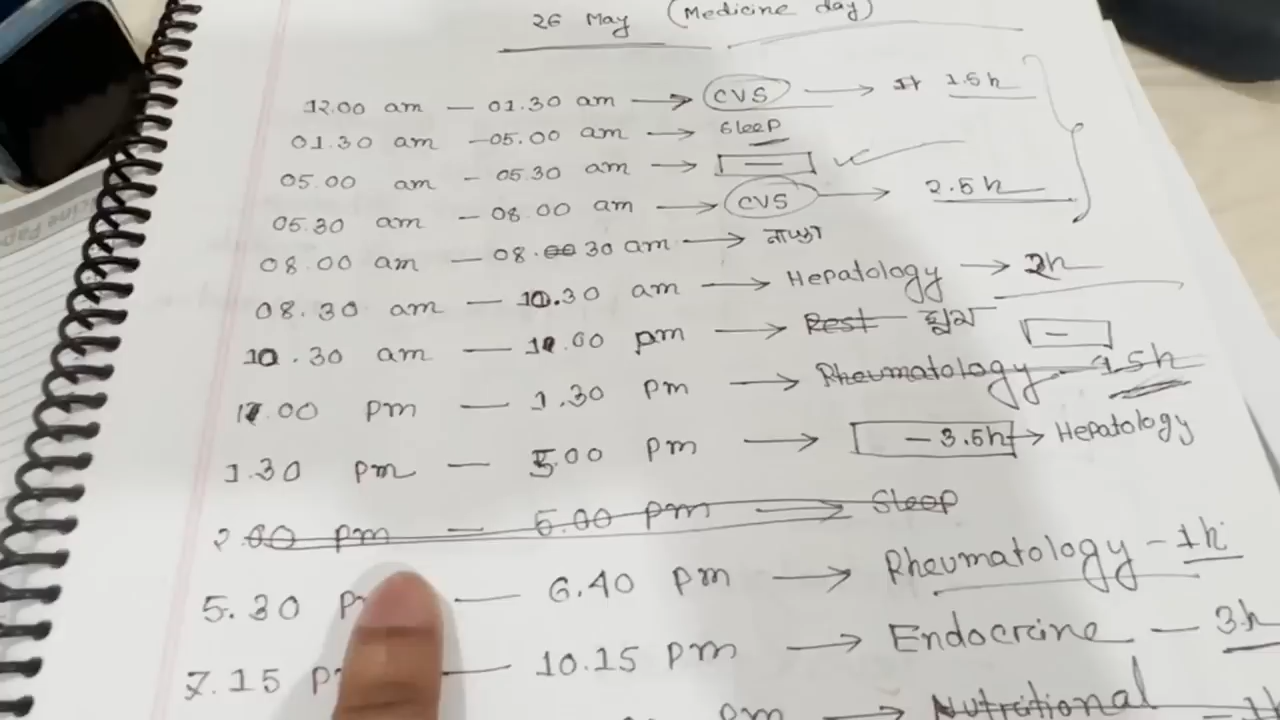 26 May (Medicine day)
12.00 am — 01.30 am → CVS → 1.5h
01.30 am — 05.00 am → Sleep
05.00 am - 05.30 am → —
05.30 am - 08.00 am → CVS → 2.5h
08.00 am — 08.00 30 am → নাস্তা
08.30 am — 10.30 am → Hepatology → 2h
10.30 am — 11.00 pm → Rest ঘুম -
11.00 pm — 1.30 pm → Rheumatology - 1.5h
1.30 pm — 5.00 pm → - 3.5h → Hepatology
2.00 pm — 5.00 pm → Sleep
5.30 — 6.40 pm → Rheumatology - 1h
7.15 — 10.15 pm → Endocrine — 3h
pm → Nutritional